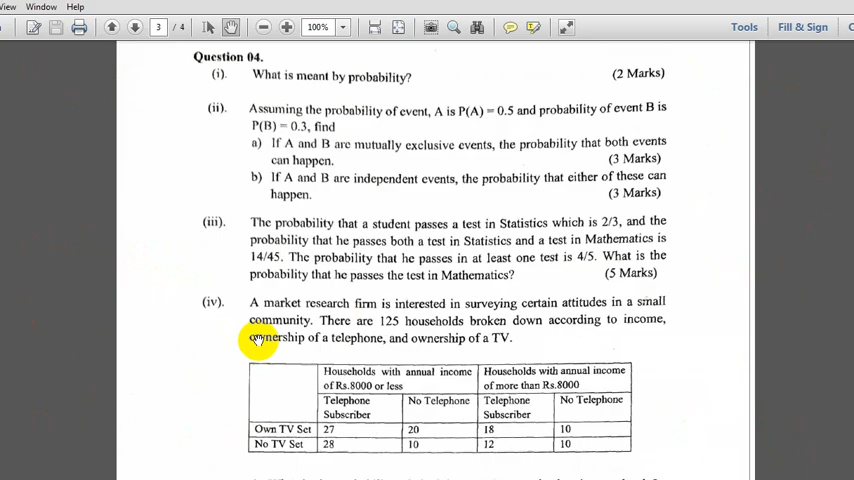 View Window Help
3 / 4 100% Tools Fill & Sign
Question 04.
(i). What is meant by probability? (2 Marks)
(ii). Assuming the probability of event, A is P(A) = 0.5 and probability of event B is
P(B) = 0.3, find
a) If A and B are mutually exclusive events, the probability that both events
can happen. (3 Marks)
b) If A and B are independent events, the probability that either of these can
happen. (3 Marks)
(iii). The probability that a student passes a test in Statistics which is 2/3, and the
probability that he passes both a test in Statistics and a test in Mathematics is
14/45. The probability that he passes in at least one test is 4/5. What is the
probability that he passes the test in Mathematics? (5 Marks)
(iv). A market research firm is interested in surveying certain attitudes in a small
community. There are 125 households broken down according to income,
ownership of a telephone, and ownership of a TV.
Households with annual income Households with annual income
of Rs.8000 or less of more than Rs.8000
Telephone No Telephone Telephone No Telephone
Subscriber Subscriber
Own TV Set 27 20 18 10
No TV Set 28 10 12 10